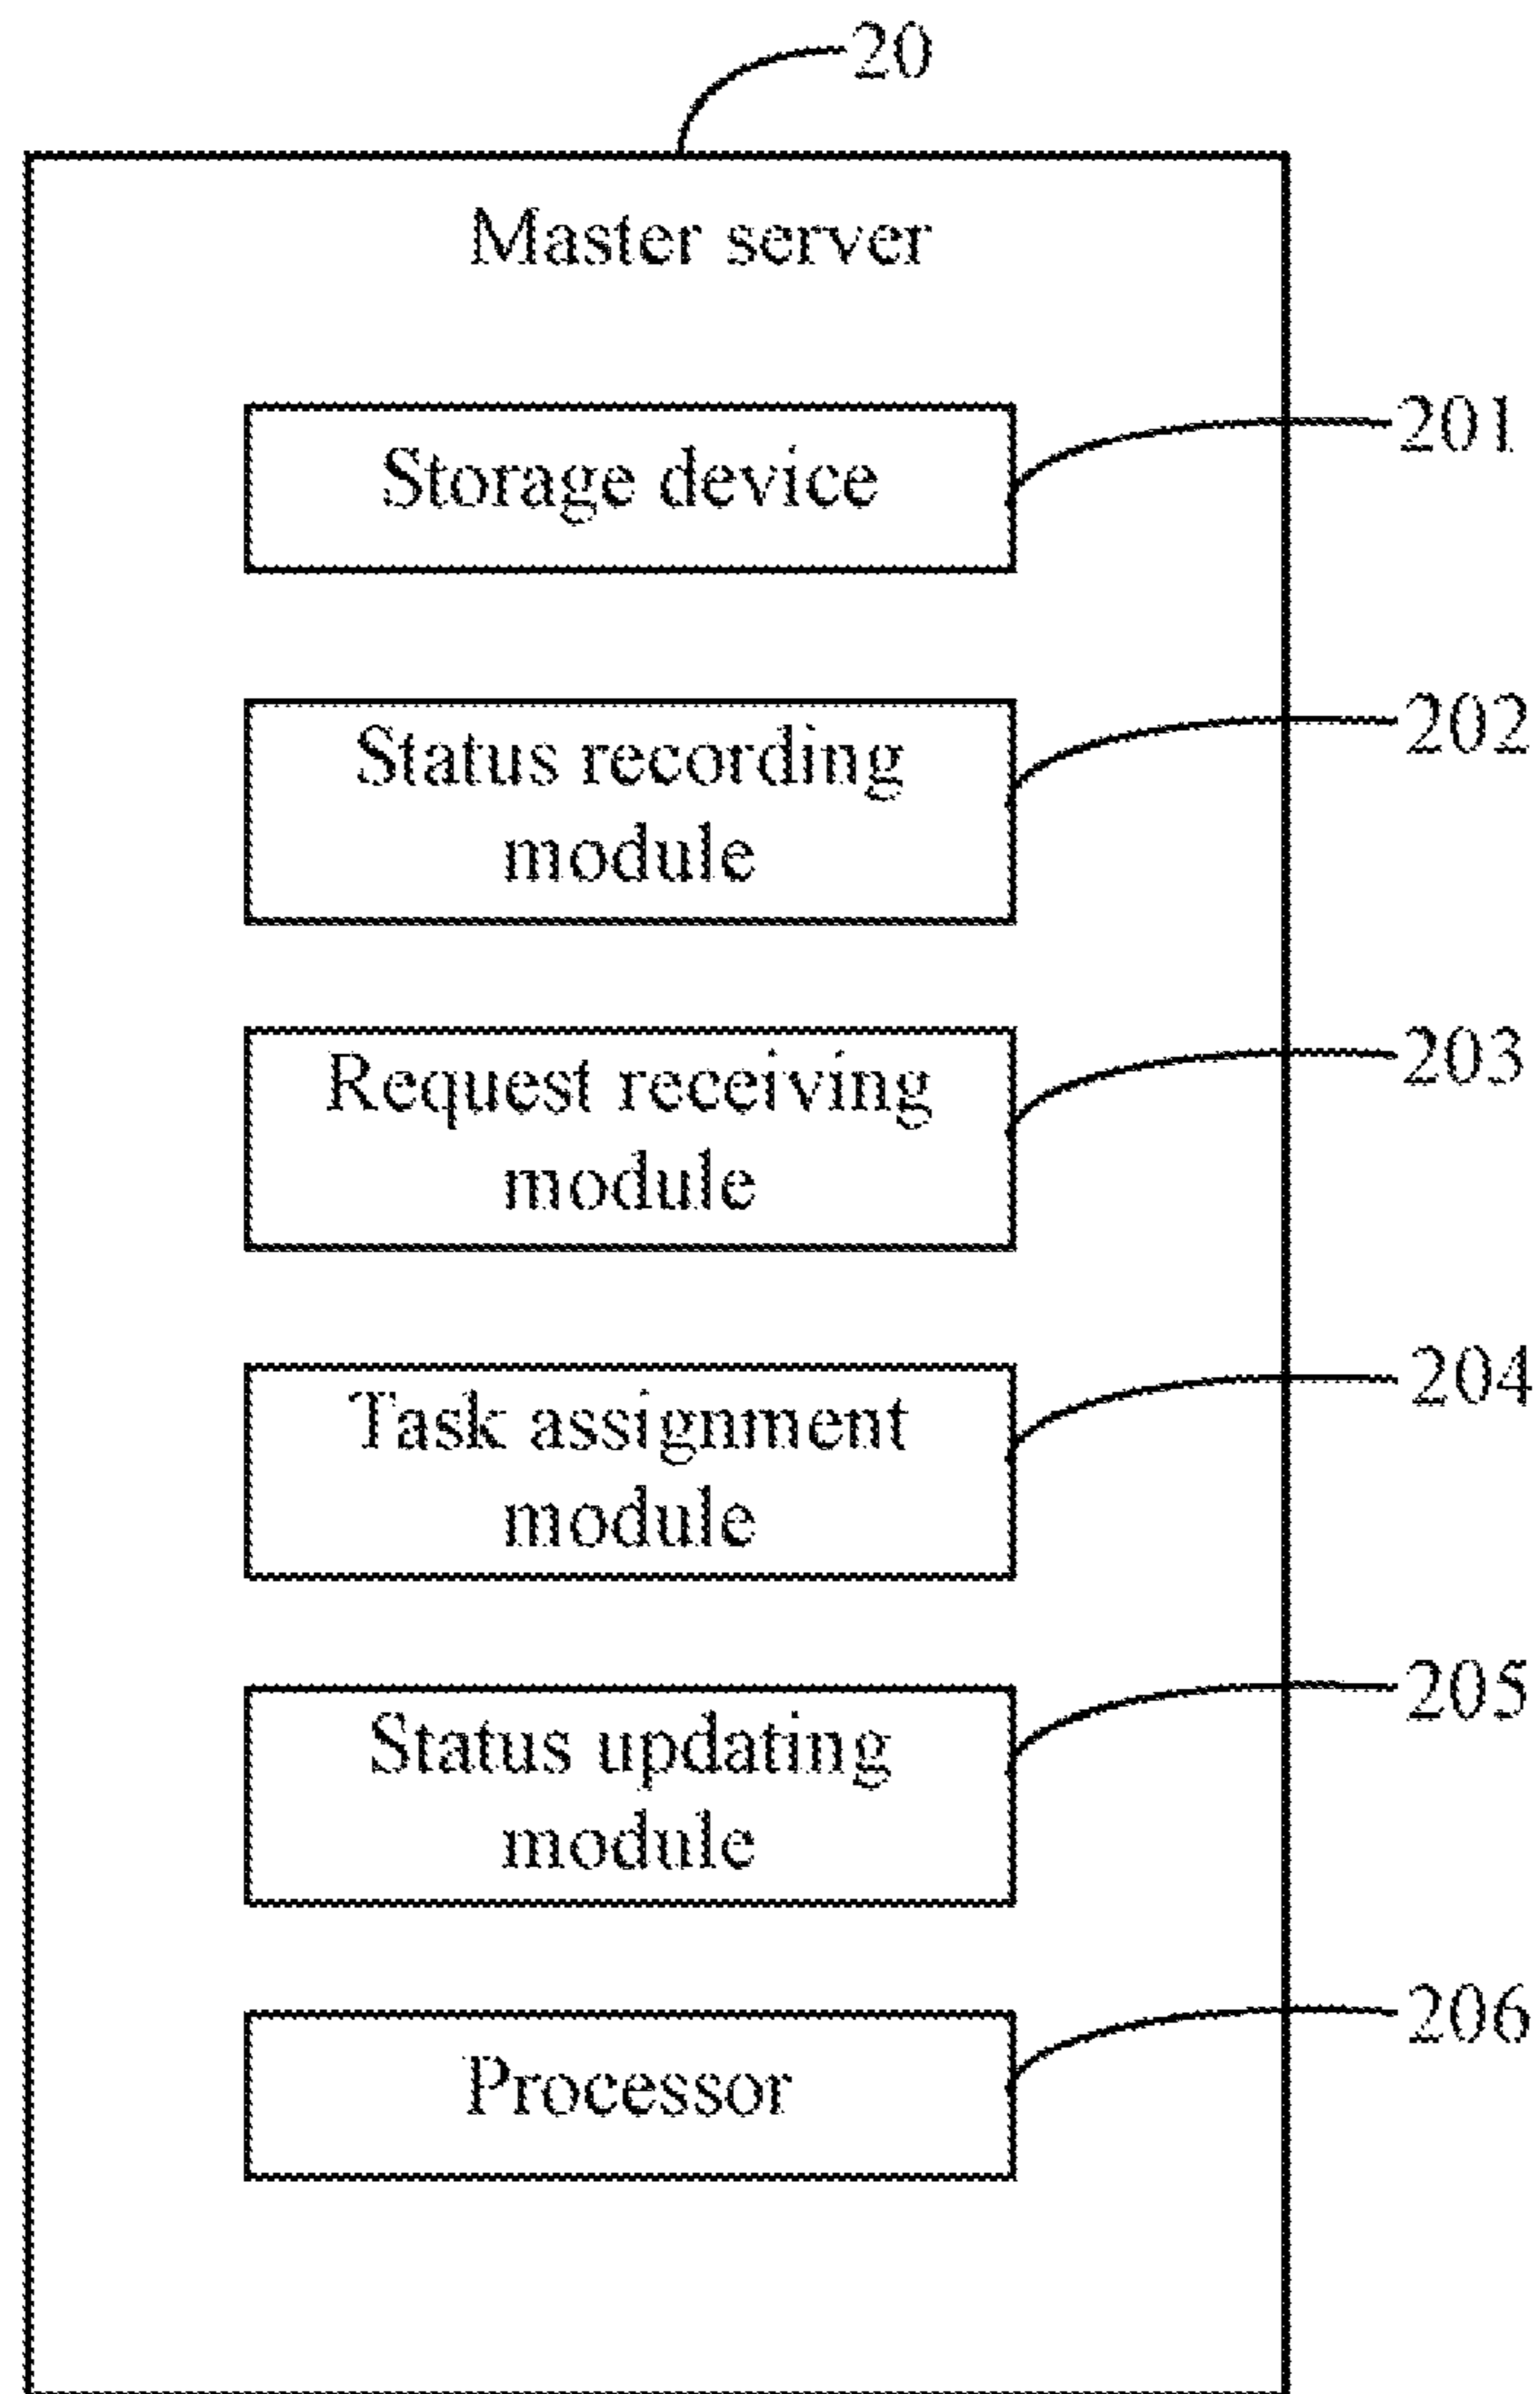 20
Master server
Storage device
201
Status recording
module
202
Request receiving
module
203
Task assignment
module
204
Status updating
module
205
Processor
206